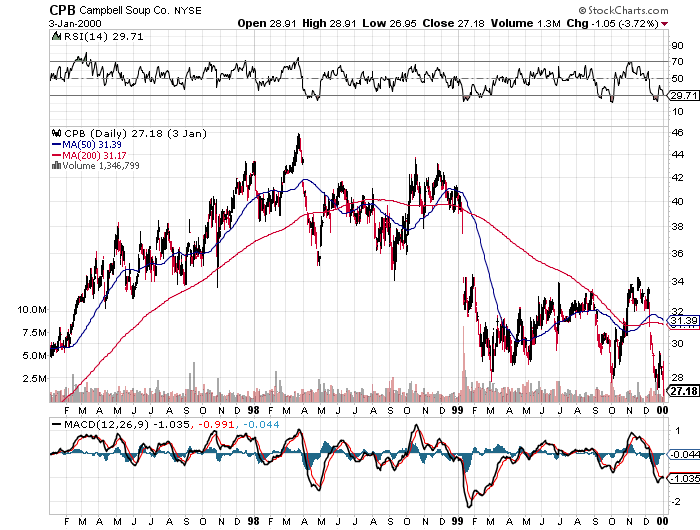 CPB Campbell Soup Co. NYSE © StockCharts.com
3-Jan-2000 Open 28.91 High 28.91 Low 26.95 Close 27.18 Volume 1.3M Chg -1.05 (-3.72%)
RSI(14) 29.71
90
70
50
29.71
10
CPB (Daily) 27.18 (3 Jan)
MA(50) 31.39
MA(200) 31.17
Volume 1,346,799
46
44
42
40
38
36
34
32
31.39
30
28
27.18
10.0M
7.5M
5.0M
2.5M
F M A M J J A S O N D 98 F M A M J J A S O N D 99 F M A M J J A S O N D 00
MACD(12,26,9) -1.035, -0.991, -0.044
1
-0.044
-1.035
-2
F M A M J J A S O N D 98 F M A M J J A S O N D 99 F M A M J J A S O N D 00